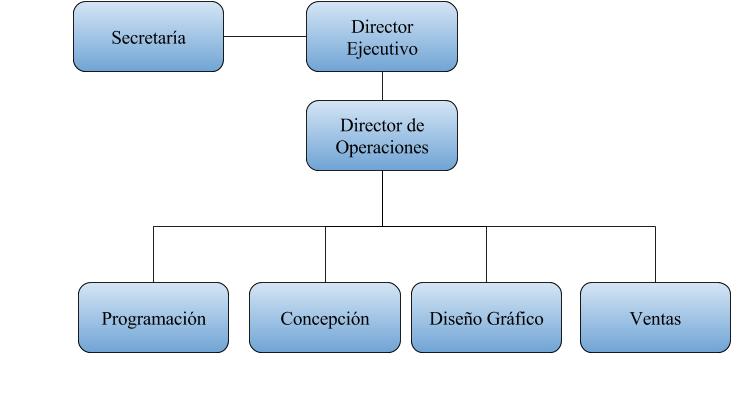 Secretaría
Director
Ejecutivo
Director de
Operaciones
Programación
Concepción
Diseño Gráfico
Ventas